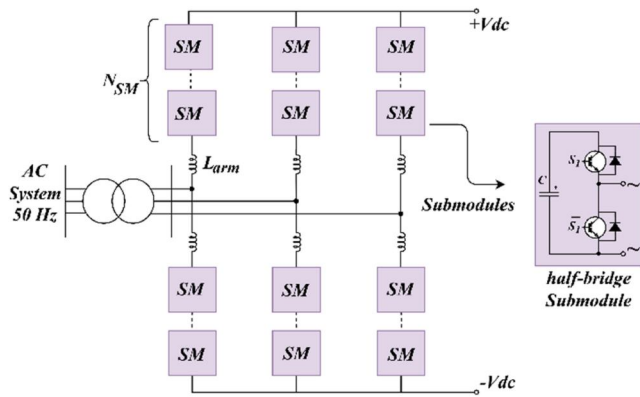 +Vdc
SM SM SM
N_SM
SM SM SM
L_arm
AC
System
50 Hz
Submodules
C
S₁
~
S̄₁
~
half-bridge
Submodule
SM SM SM
SM SM SM
-Vdc